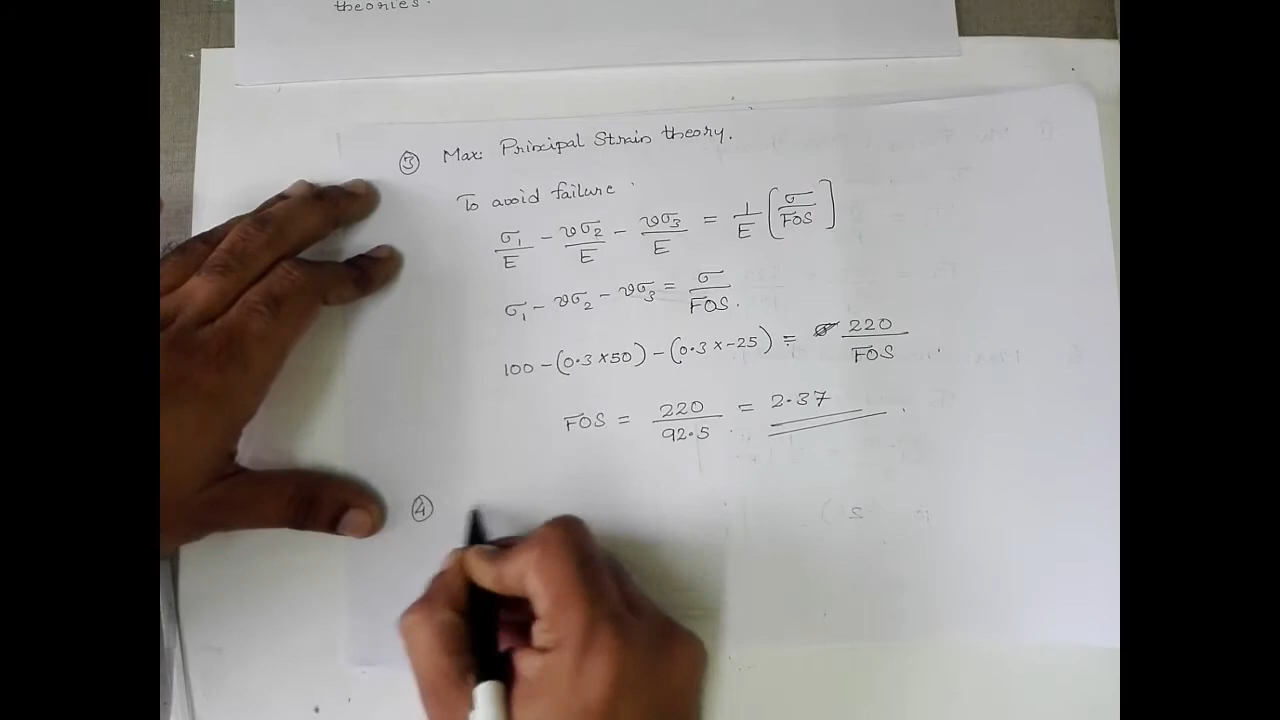 theories.
③ Max: Principal Strain theory.
To avoid failure
σ₁/E - νσ₂/E - νσ₃/E = 1/E [σ/FOS]
σ₁ - νσ₂ - νσ₃ = σ/FOS.
100 - (0.3 x 50) - (0.3 x -25) = 220/FOS
FOS = 220/92.5 = 2.37
④